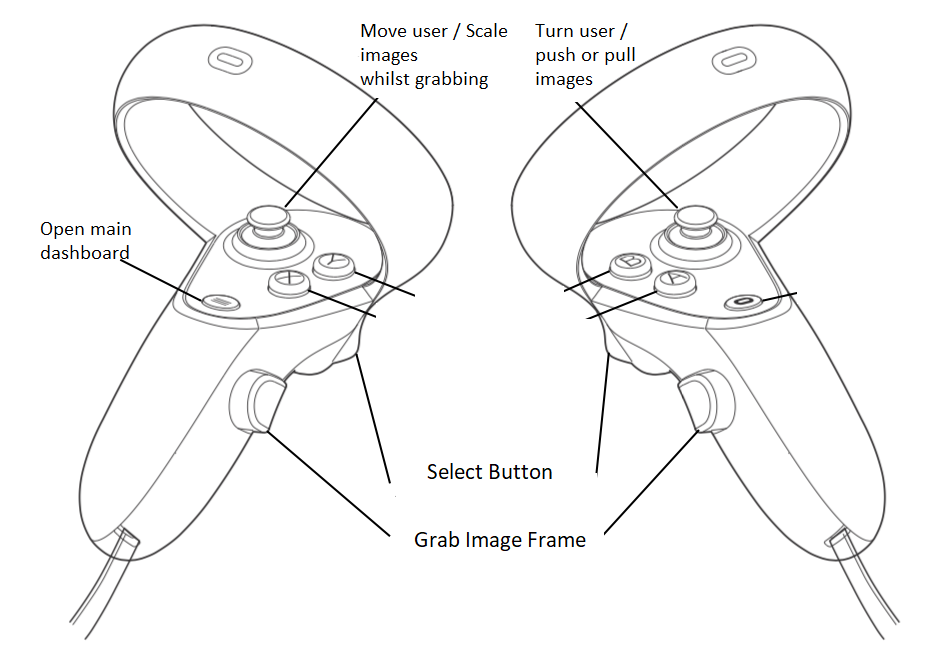 Move user / Scale
images
whilst grabbing
Turn user /
push or pull
images
Open main
dashboard
Y
X
B
A
Select Button
Grab Image Frame